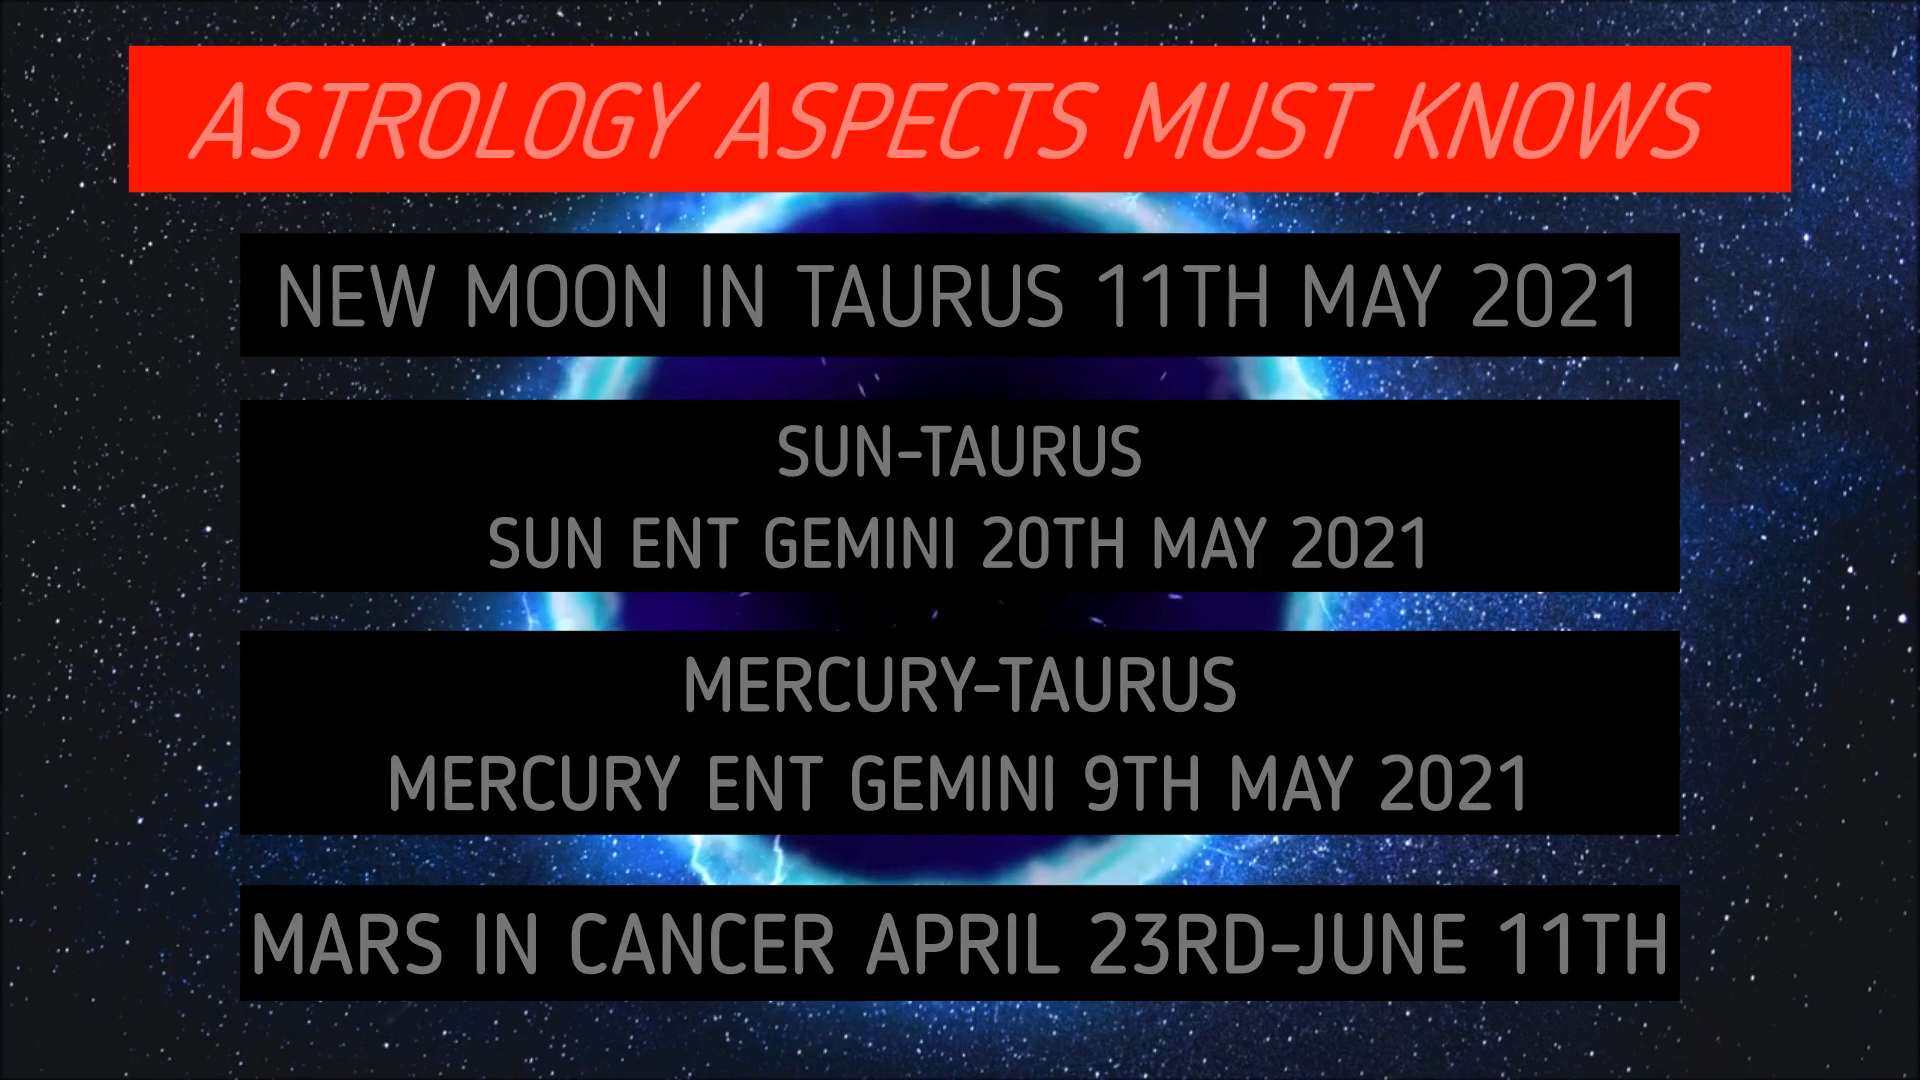 ASTROLOGY ASPECTS MUST KNOWS
NEW MOON IN TAURUS 11TH MAY 2021
SUN-TAURUS
SUN ENT GEMINI 20TH MAY 2021
MERCURY-TAURUS
MERCURY ENT GEMINI 9TH MAY 2021
MARS IN CANCER APRIL 23RD-JUNE 11TH